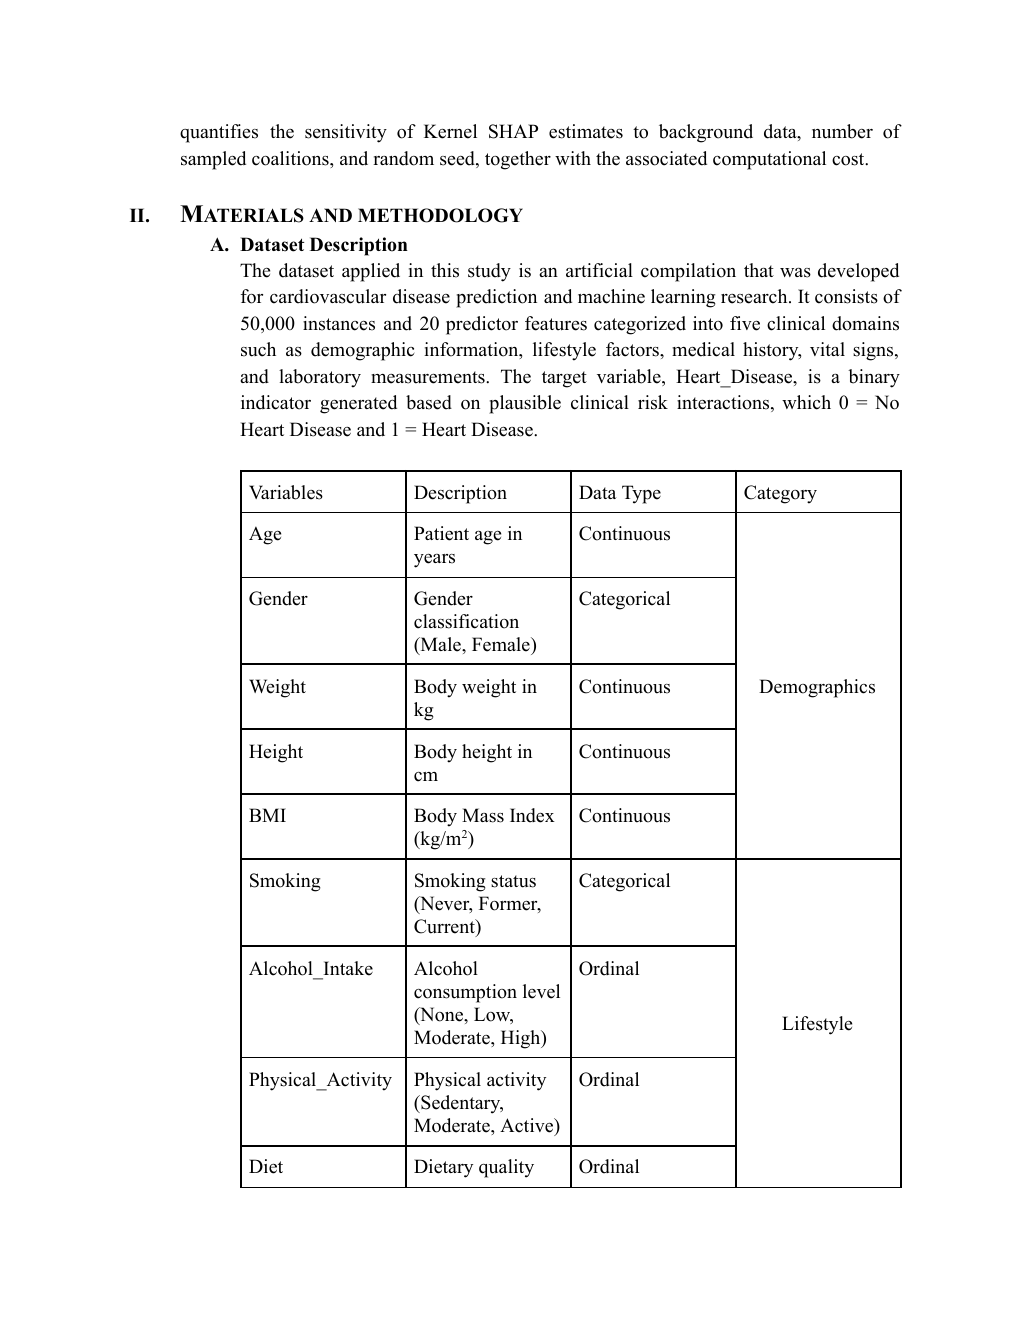 quantifies the sensitivity of Kernel SHAP estimates to background data, number of
sampled coalitions, and random seed, together with the associated computational cost.
II. MATERIALS AND METHODOLOGY
A. Dataset Description
The dataset applied in this study is an artificial compilation that was developed
for cardiovascular disease prediction and machine learning research. It consists of
50,000 instances and 20 predictor features categorized into five clinical domains
such as demographic information, lifestyle factors, medical history, vital signs,
and laboratory measurements. The target variable, Heart_Disease, is a binary
indicator generated based on plausible clinical risk interactions, which 0 = No
Heart Disease and 1 = Heart Disease.
Variables Description Data Type Category
Age Patient age in Continuous
years
Gender Gender Categorical
classification
(Male, Female)
Weight Body weight in Continuous Demographics
kg
Height Body height in Continuous
cm
BMI Body Mass Index Continuous
(kg/m²)
Smoking Smoking status Categorical
(Never, Former,
Current)
Alcohol_Intake Alcohol Ordinal
consumption level
(None, Low, Lifestyle
Moderate, High)
Physical_Activity Physical activity Ordinal
(Sedentary,
Moderate, Active)
Diet Dietary quality Ordinal